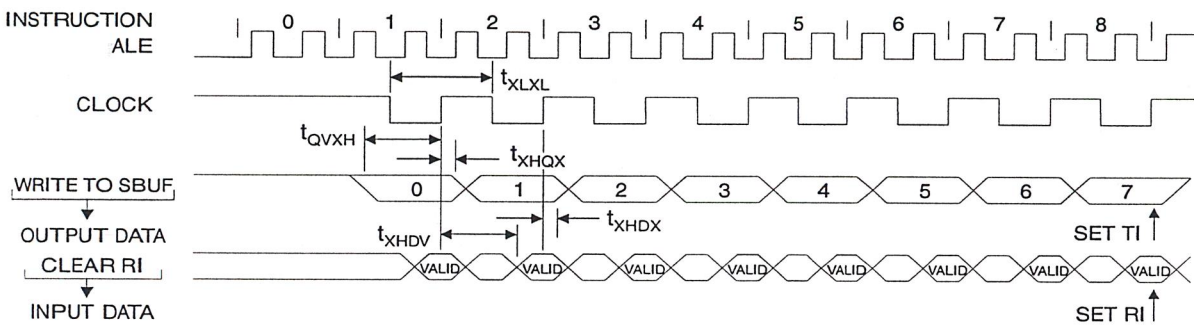 INSTRUCTION 0 1 2 3 4 5 6 7 8
ALE
tXLXL
CLOCK
tQVXH
tXHQX
WRITE TO SBUF 0 1 2 3 4 5 6 7
tXHDX
OUTPUT DATA SET TI
tXHDV
CLEAR RI VALID VALID VALID VALID VALID VALID VALID VALID
INPUT DATA SET RI